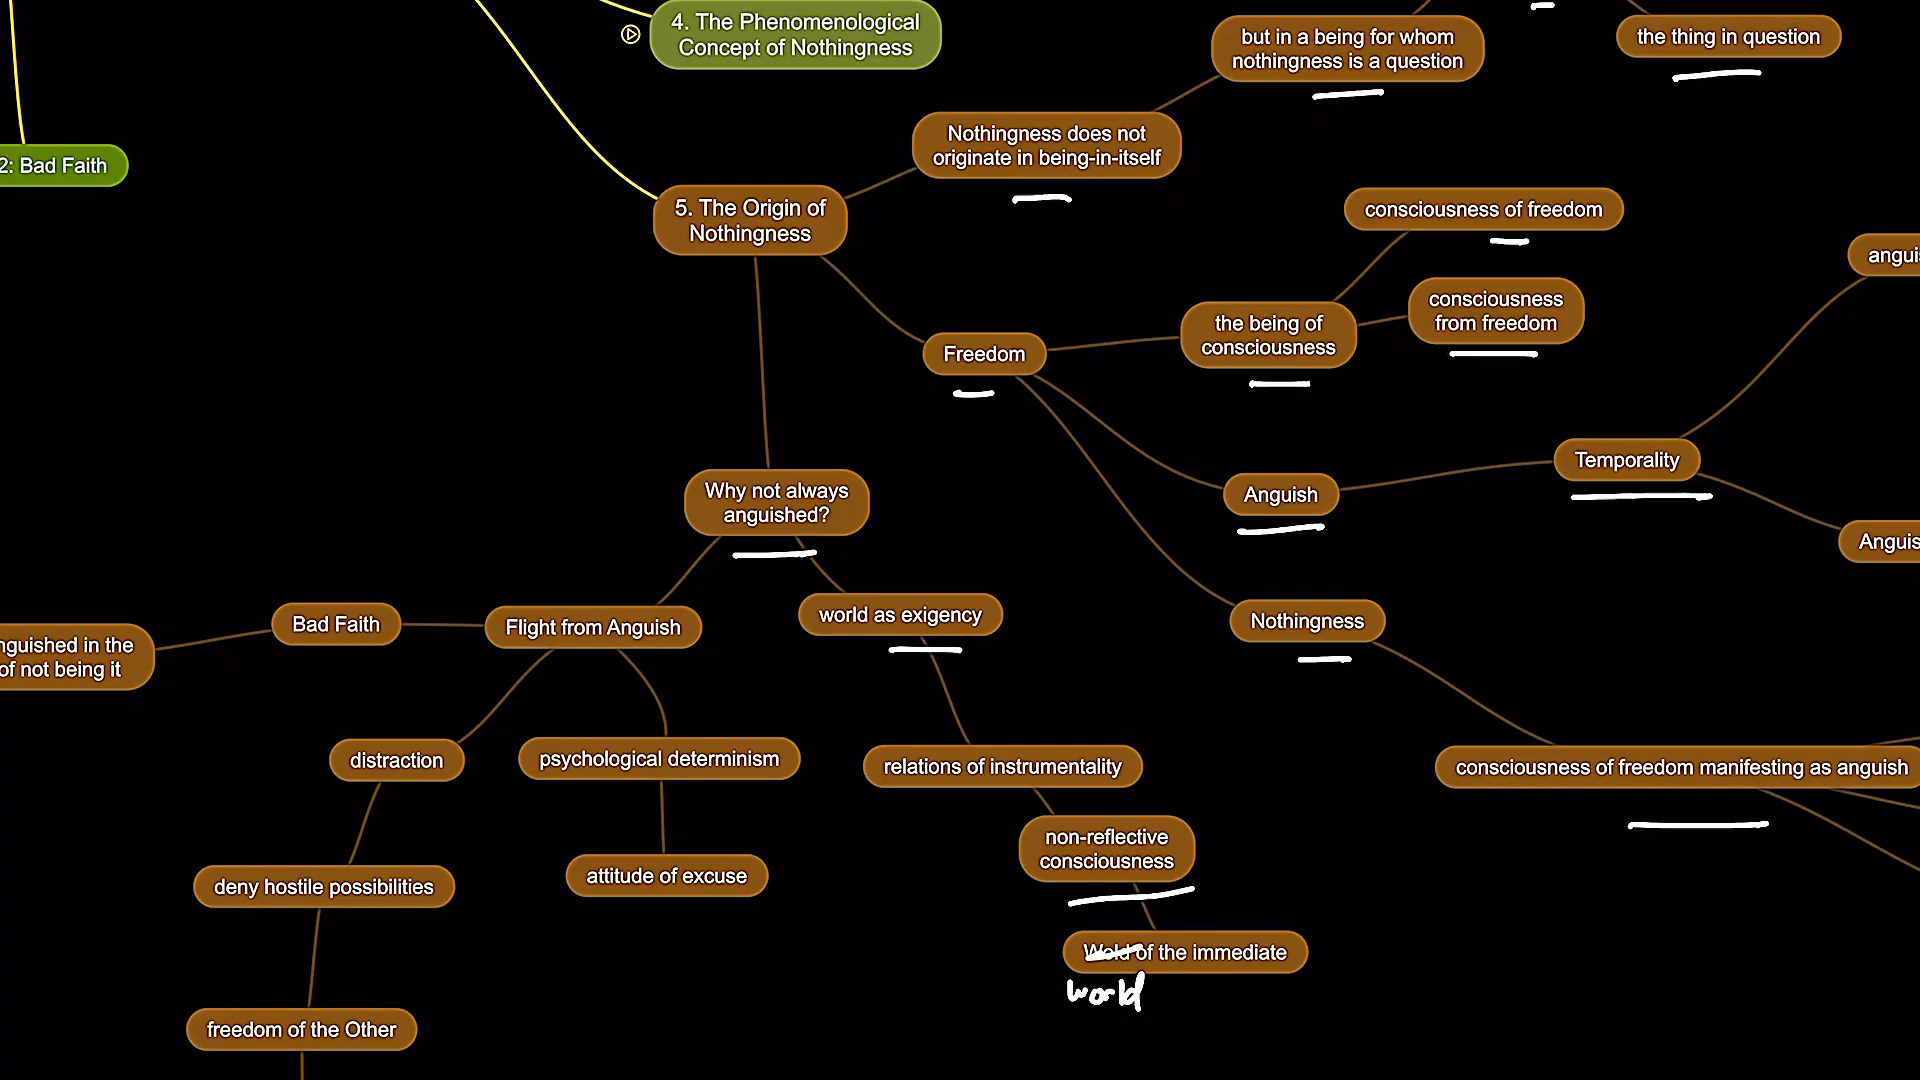 4. The Phenomenological
Concept of Nothingness
but in a being for whom
nothingness is a question
the thing in question
2: Bad Faith
Nothingness does not
originate in being-in-itself
5. The Origin of
Nothingness
consciousness of freedom
consciousness
from freedom
the being of
consciousness
Freedom
Temporality
Anguish
Why not always
anguished?
Nothingness
world as exigency
Flight from Anguish
Bad Faith
of not being it
distraction
psychological determinism
relations of instrumentality
consciousness of freedom manifesting as anguish
non-reflective
consciousness
attitude of excuse
deny hostile possibilities
Wold of the immediate
world
freedom of the Other